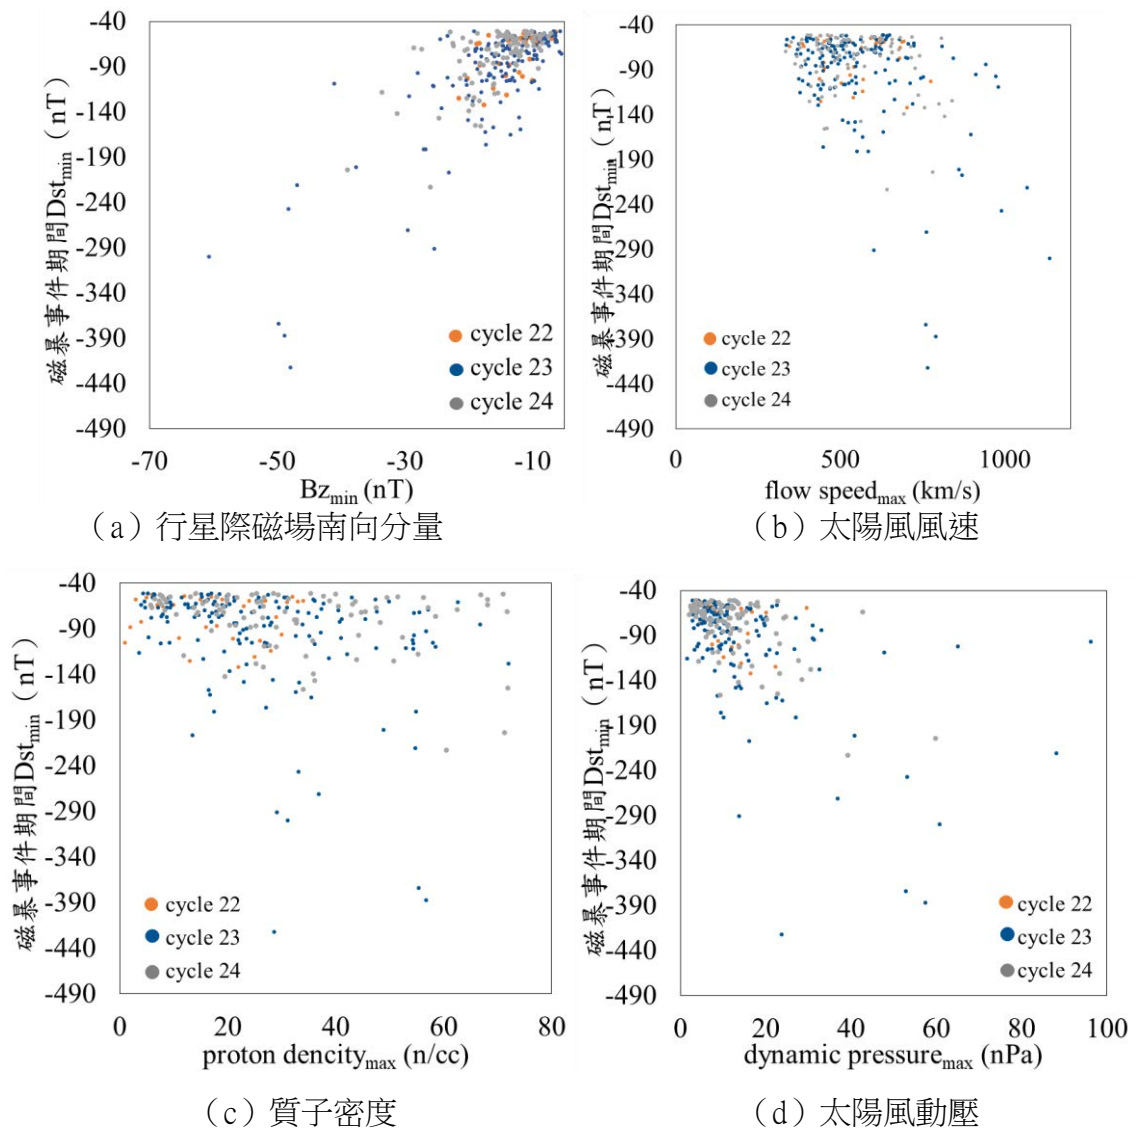 -40
-90
-140
-190
-240
-290
-340
-390
-440
-490
磁暴事件期間Dstmin（nT）
cycle 22
cycle 23
cycle 24
-70 -50 -30 -10
Bzmin (nT)
（a）行星際磁場南向分量
-40
-90
-140
-190
-240
-290
-340
-390
-440
-490
磁暴事件期間Dstmin（nT）
cycle 22
cycle 23
cycle 24
0 500 1000
flow speedmax (km/s)
（b）太陽風風速
-40
-90
-140
-190
-240
-290
-340
-390
-440
-490
磁暴事件期間Dstmin（nT）
cycle 22
cycle 23
cycle 24
0 20 40 60 80
proton dencitymax (n/cc)
（c）質子密度
-40
-90
-140
-190
-240
-290
-340
-390
-440
-490
磁暴事件期間Dstmin（nT）
cycle 22
cycle 23
cycle 24
0 20 40 60 80 100
dynamic pressuremax (nPa)
（d）太陽風動壓